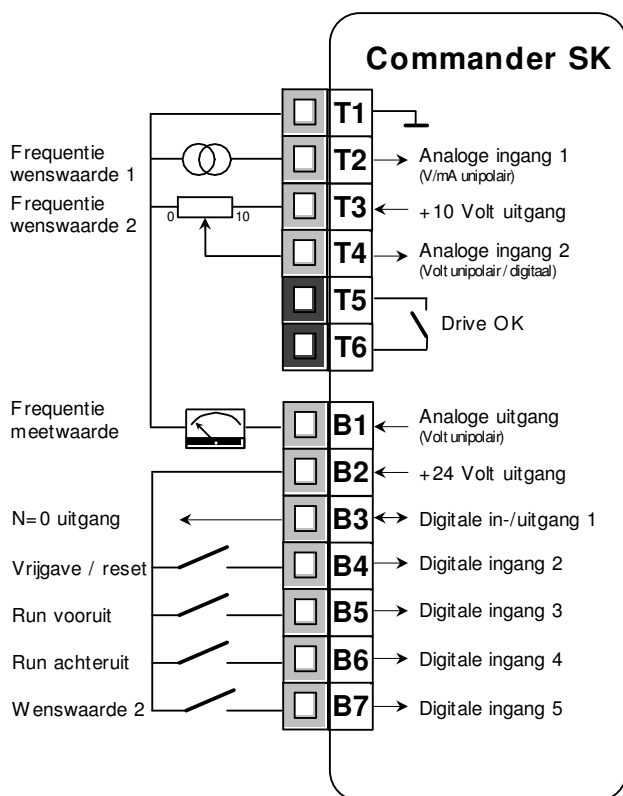 Commander SK
T1
Frequentie
wenswaarde 1
T2
Analoge ingang 1
(V/mA unipolair)
Frequentie
wenswaarde 2
0
10
T3
+10 Volt uitgang
T4
Analoge ingang 2
(Volt unipolair / digitaal)
T5
Drive OK
T6
Frequentie
meetwaarde
B1
Analoge uitgang
(Volt unipolair)
B2
+24 Volt uitgang
N=0 uitgang
B3
Digitale in-/uitgang 1
Vrijgave / reset
B4
Digitale ingang 2
Run vooruit
B5
Digitale ingang 3
Run achteruit
B6
Digitale ingang 4
Wenswaarde 2
B7
Digitale ingang 5